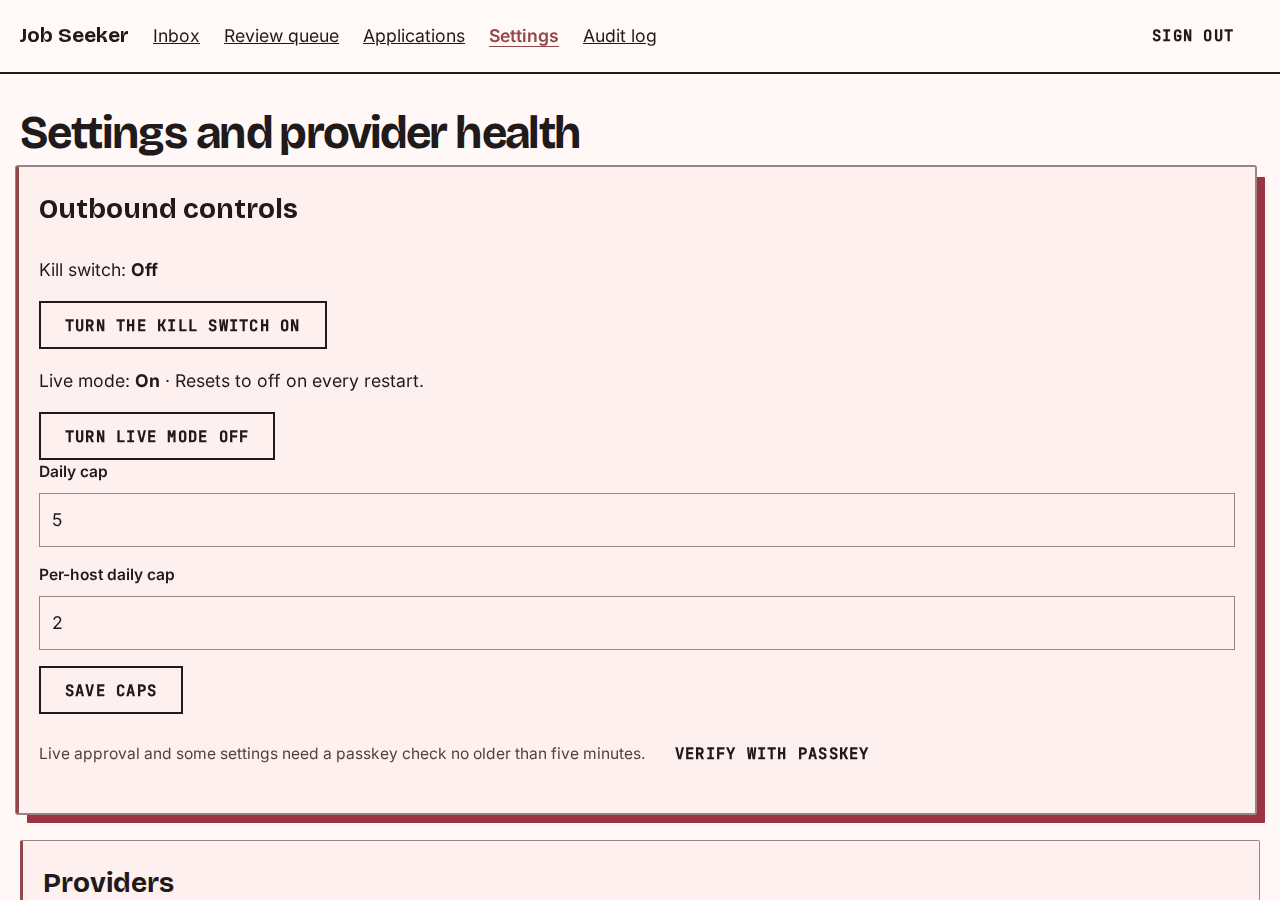 Job Seeker Inbox Review queue Applications Settings Audit log SIGN OUT
Settings and provider health
Outbound controls
Kill switch: Off
TURN THE KILL SWITCH ON
Live mode: On · Resets to off on every restart.
TURN LIVE MODE OFF
Daily cap
5
Per-host daily cap
2
SAVE CAPS
Live approval and some settings need a passkey check no older than five minutes. VERIFY WITH PASSKEY
Providers